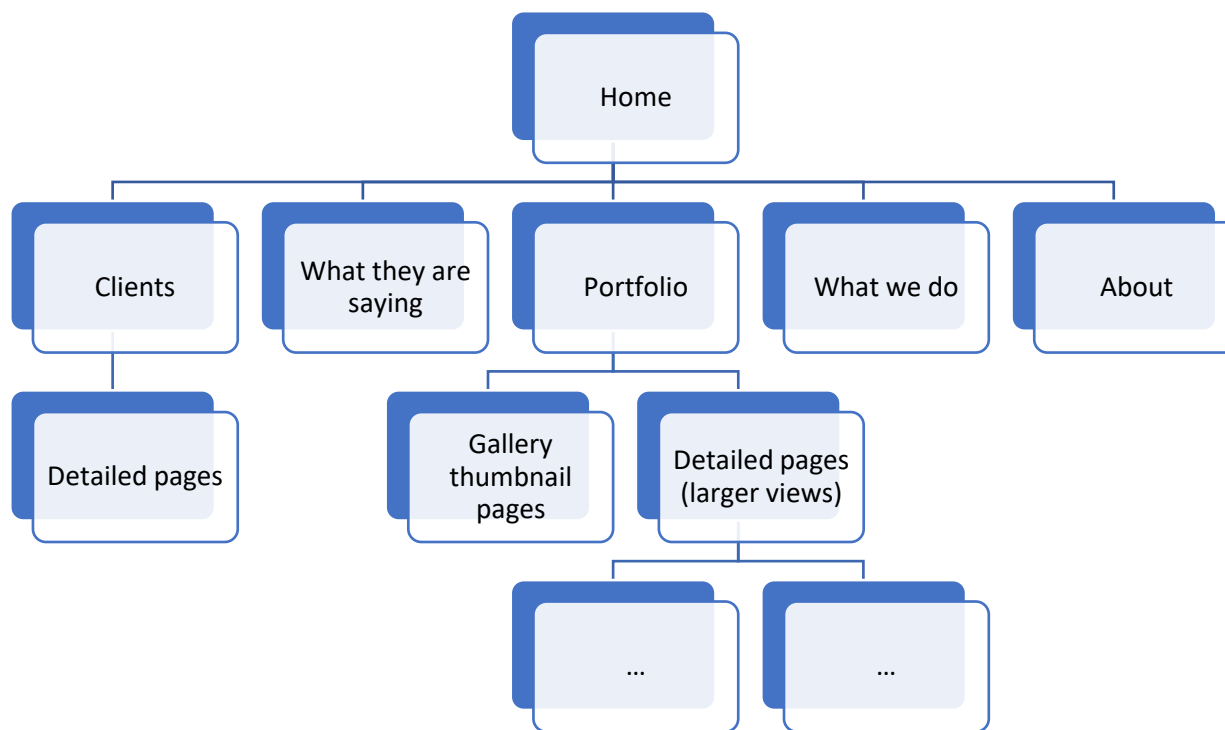 Home
Clients
What they are
saying
Portfolio
What we do
About
Detailed pages
Gallery
thumbnail
pages
Detailed pages
(larger views)
...
...